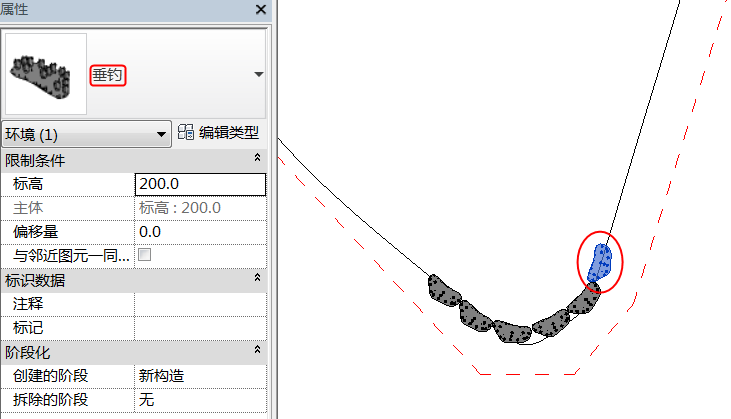 属性
垂钓
环境 (1)
编辑类型
限制条件
标高 200.0
主体 标高 : 200.0
偏移量 0.0
与邻近图元一同...
标识数据
注释
标记
阶段化
创建的阶段 新构造
拆除的阶段 无